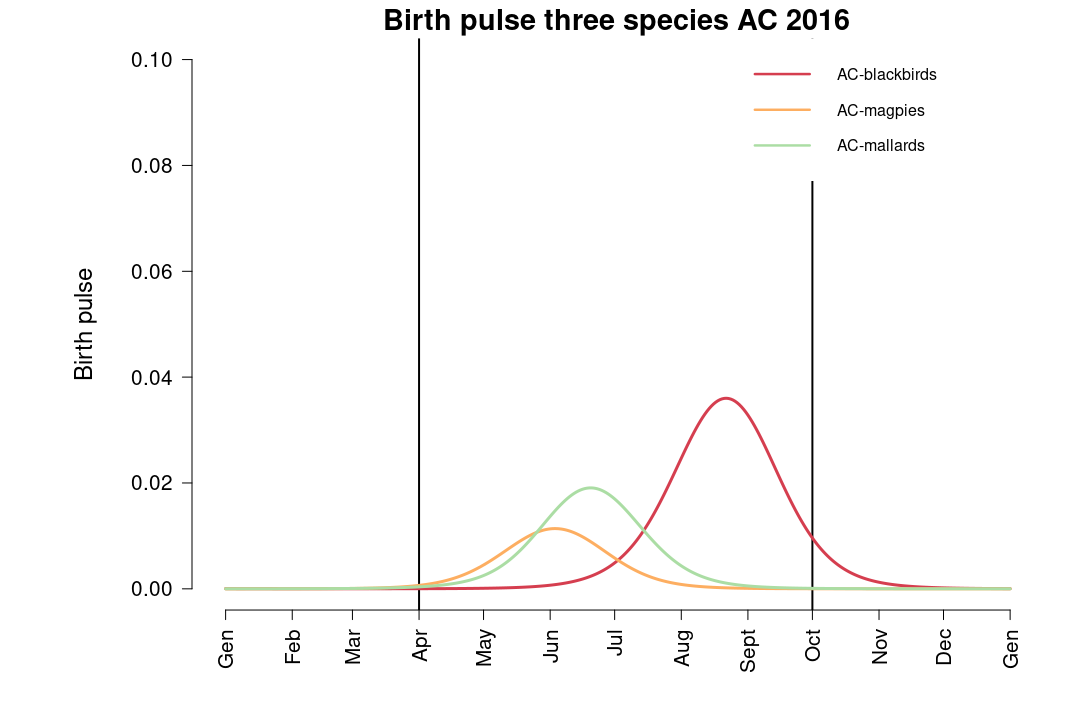 Birth pulse three species AC 2016
0.10
0.08
0.06
0.04
0.02
0.00
Birth pulse
AC-blackbirds
AC-magpies
AC-mallards
Gen
Feb
Mar
Apr
May
Jun
Jul
Aug
Sept
Oct
Nov
Dec
Gen